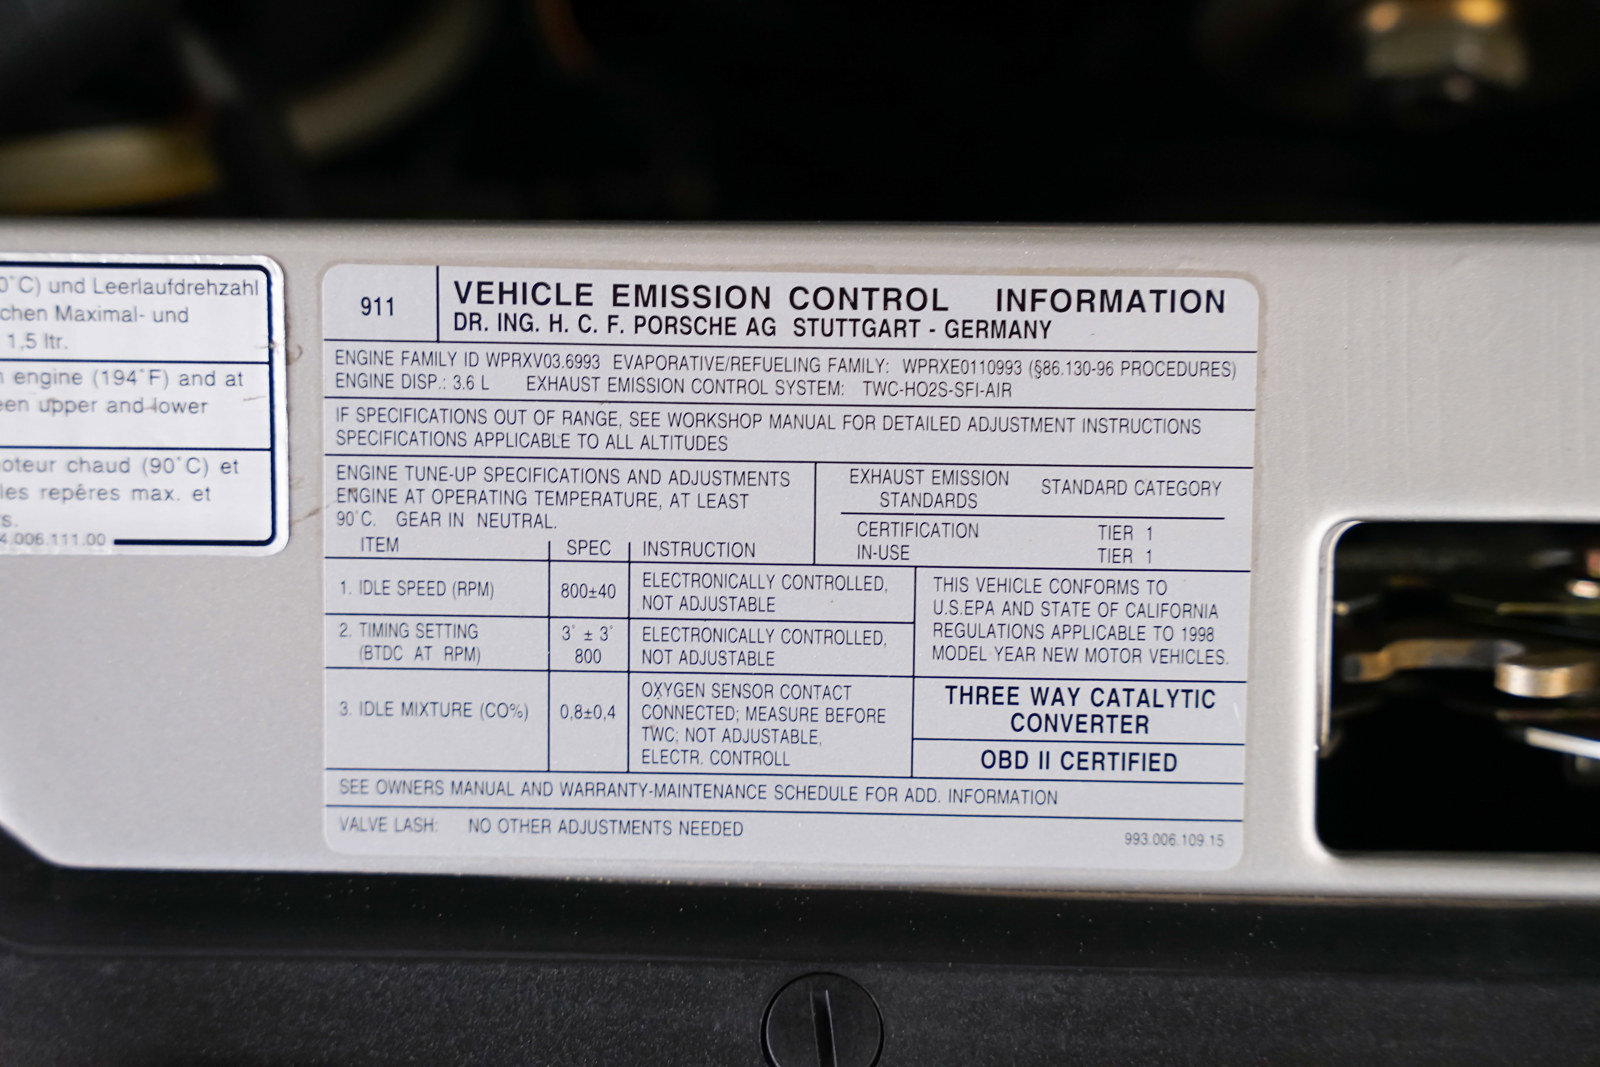 0°C) und Leerlaufdrehzahl
chen Maximal- und
1,5 ltr.
engine (194°F) and at
een upper and lower
oteur chaud (90°C) et
les repêres max. et
s.
4.006.111.00
911
VEHICLE EMISSION CONTROL INFORMATION
DR. ING. H. C. F. PORSCHE AG STUTTGART - GERMANY
ENGINE FAMILY ID WPRXV03.6993 EVAPORATIVE/REFUELING FAMILY: WPRXE0110993 (§86.130-96 PROCEDURES)
ENGINE DISP.: 3.6 L EXHAUST EMISSION CONTROL SYSTEM: TWC-HO2S-SFI-AIR
IF SPECIFICATIONS OUT OF RANGE, SEE WORKSHOP MANUAL FOR DETAILED ADJUSTMENT INSTRUCTIONS
SPECIFICATIONS APPLICABLE TO ALL ALTITUDES
ENGINE TUNE-UP SPECIFICATIONS AND ADJUSTMENTS
ENGINE AT OPERATING TEMPERATURE, AT LEAST
90°C. GEAR IN NEUTRAL.
EXHAUST EMISSION STANDARD CATEGORY
STANDARDS
CERTIFICATION TIER 1
IN-USE TIER 1
ITEM SPEC INSTRUCTION
1. IDLE SPEED (RPM) 800±40 ELECTRONICALLY CONTROLLED,
NOT ADJUSTABLE
2. TIMING SETTING 3° ± 3° ELECTRONICALLY CONTROLLED,
(BTDC AT RPM) 800 NOT ADJUSTABLE
3. IDLE MIXTURE (CO%) 0,8±0,4 OXYGEN SENSOR CONTACT
CONNECTED; MEASURE BEFORE
TWC; NOT ADJUSTABLE,
ELECTR. CONTROLL
THIS VEHICLE CONFORMS TO
U.S.EPA AND STATE OF CALIFORNIA
REGULATIONS APPLICABLE TO 1998
MODEL YEAR NEW MOTOR VEHICLES.
THREE WAY CATALYTIC
CONVERTER
OBD II CERTIFIED
SEE OWNERS MANUAL AND WARRANTY-MAINTENANCE SCHEDULE FOR ADD. INFORMATION
VALVE LASH: NO OTHER ADJUSTMENTS NEEDED
993.006.109.15